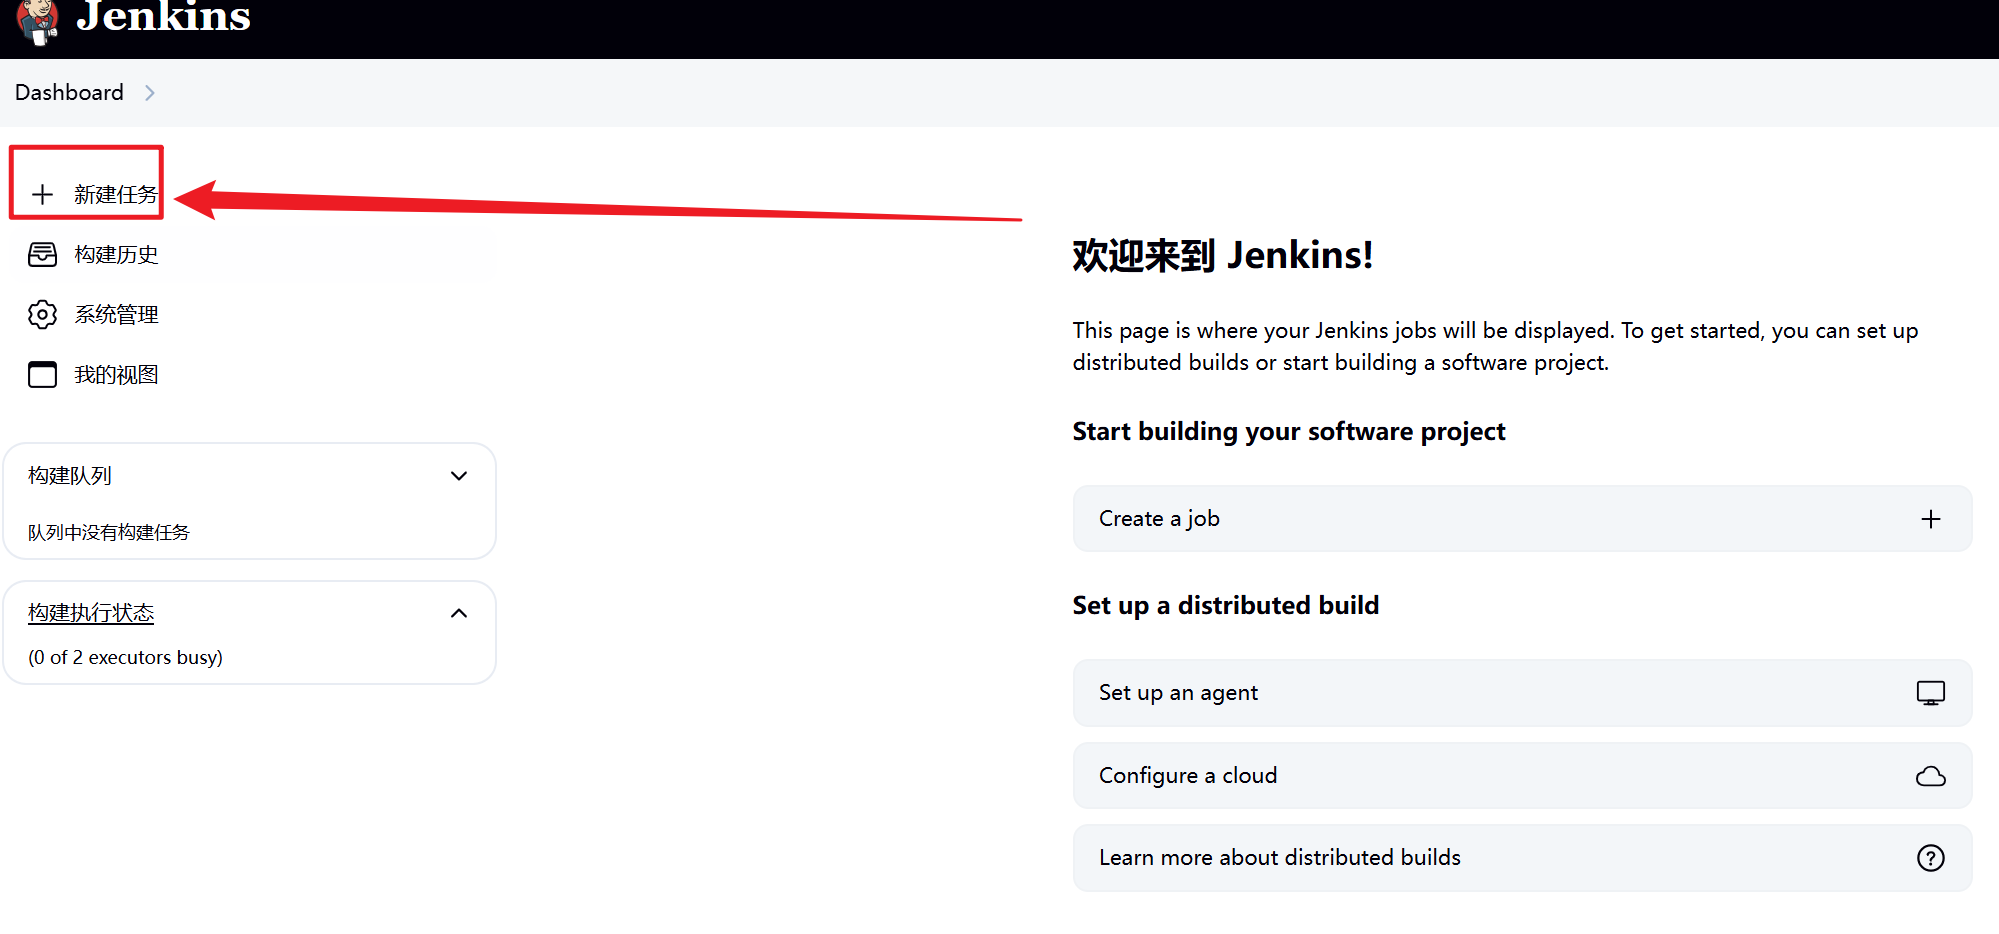 Jenkins
Dashboard
新建任务
构建历史
系统管理
我的视图
构建队列
队列中没有构建任务
构建执行状态
(0 of 2 executors busy)
欢迎来到 Jenkins!
This page is where your Jenkins jobs will be displayed. To get started, you can set up
distributed builds or start building a software project.
Start building your software project
Create a job
Set up a distributed build
Set up an agent
Configure a cloud
Learn more about distributed builds